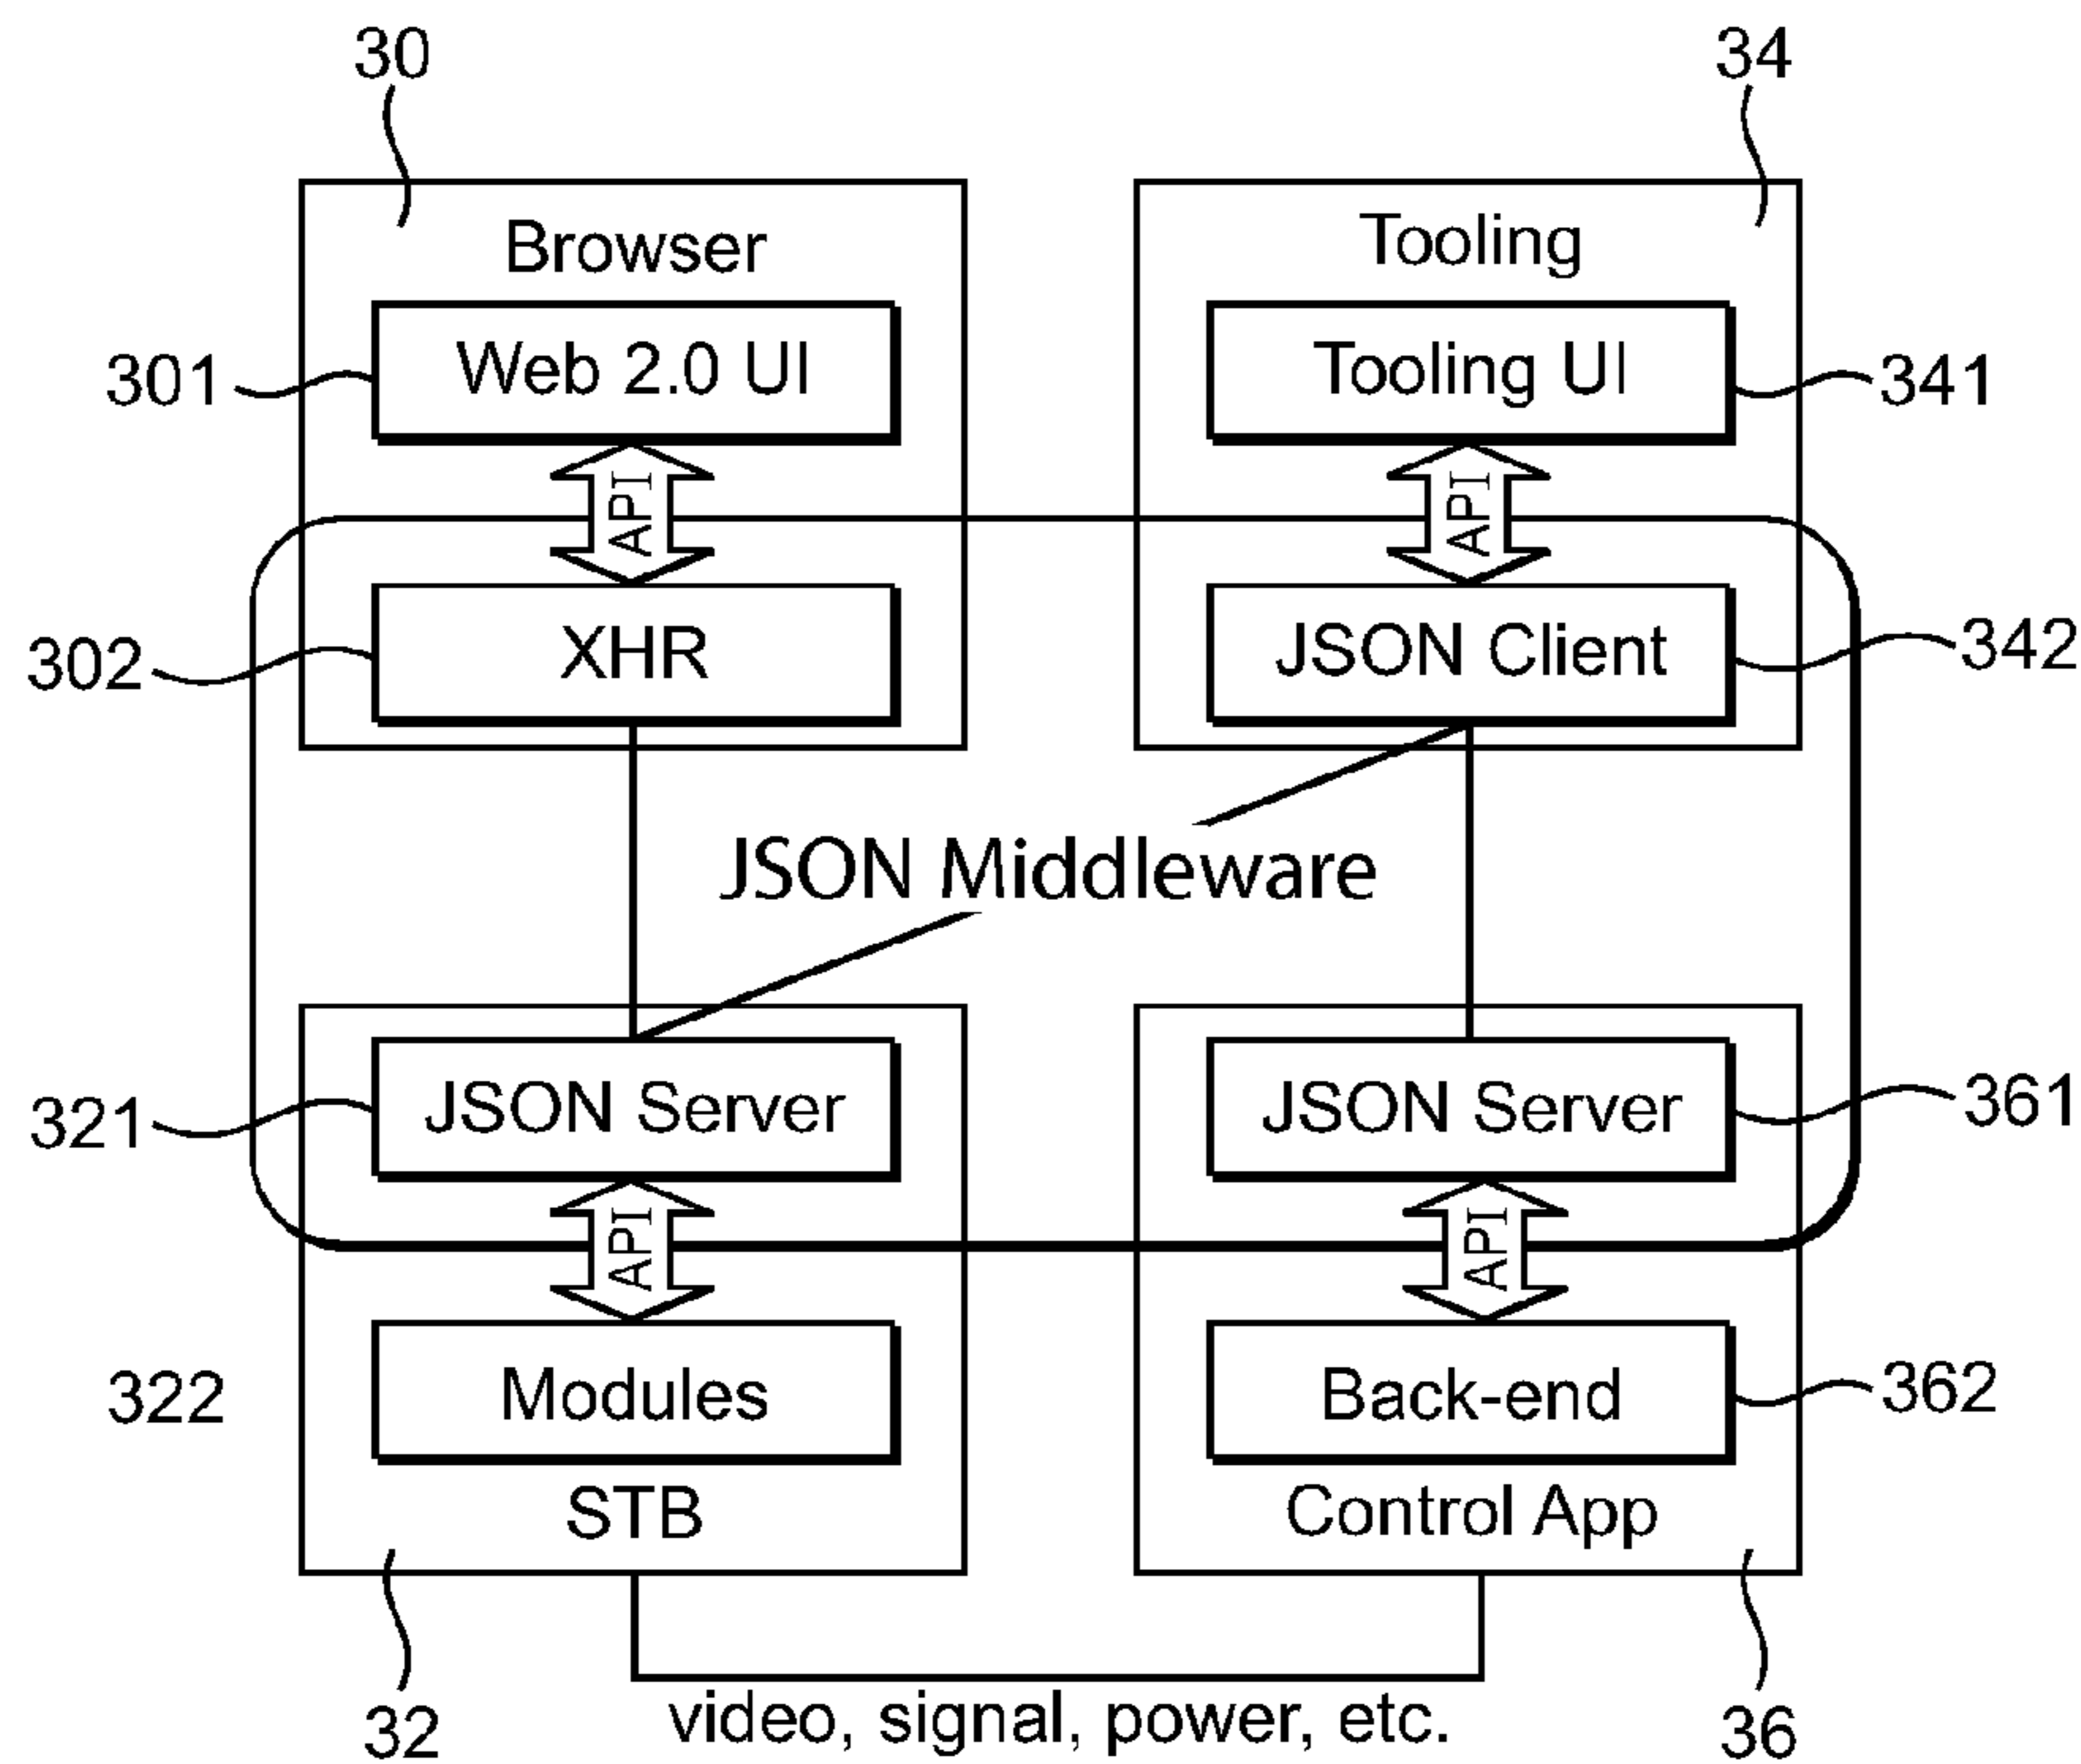 30
34
Browser
Tooling
301
Web 2.0 UI
Tooling UI
341
API
API
302
XHR
JSON Client
342
JSON Middleware
321
JSON Server
JSON Server
361
API
API
322
Modules
Back-end
362
STB
Control App
32
video, signal, power, etc.
36